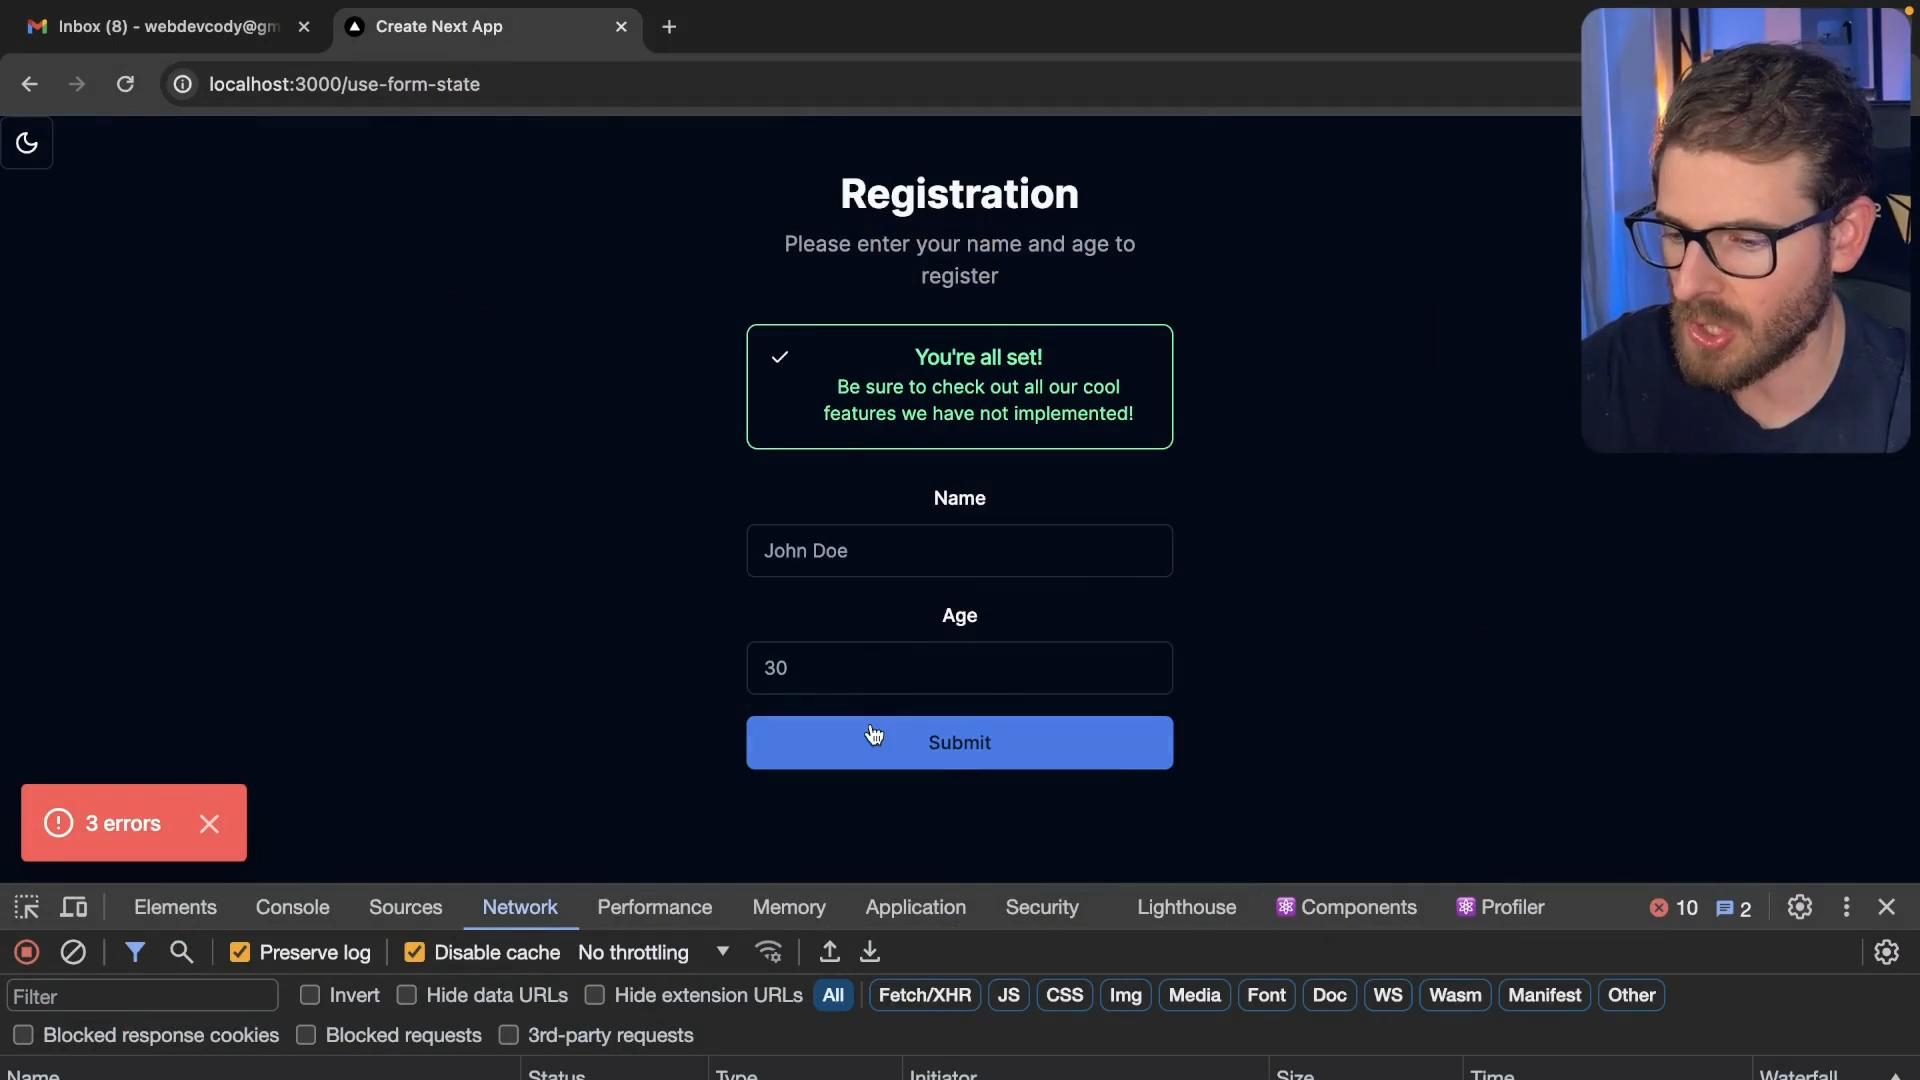 Inbox (8) - webdevcody@gm
Create Next App
localhost:3000/use-form-state
Registration
Please enter your name and age to
register
You're all set!
Be sure to check out all our cool
features we have not implemented!
Name
John Doe
Age
30
Submit
3 errors
Elements Console Sources Network Performance Memory Application Security Lighthouse Components Profiler 10 2
Preserve log Disable cache No throttling
Filter Invert Hide data URLs Hide extension URLs All Fetch/XHR JS CSS Img Media Font Doc WS Wasm Manifest Other
Blocked response cookies Blocked requests 3rd-party requests
Name Status Type Initiator Size Time Waterfall